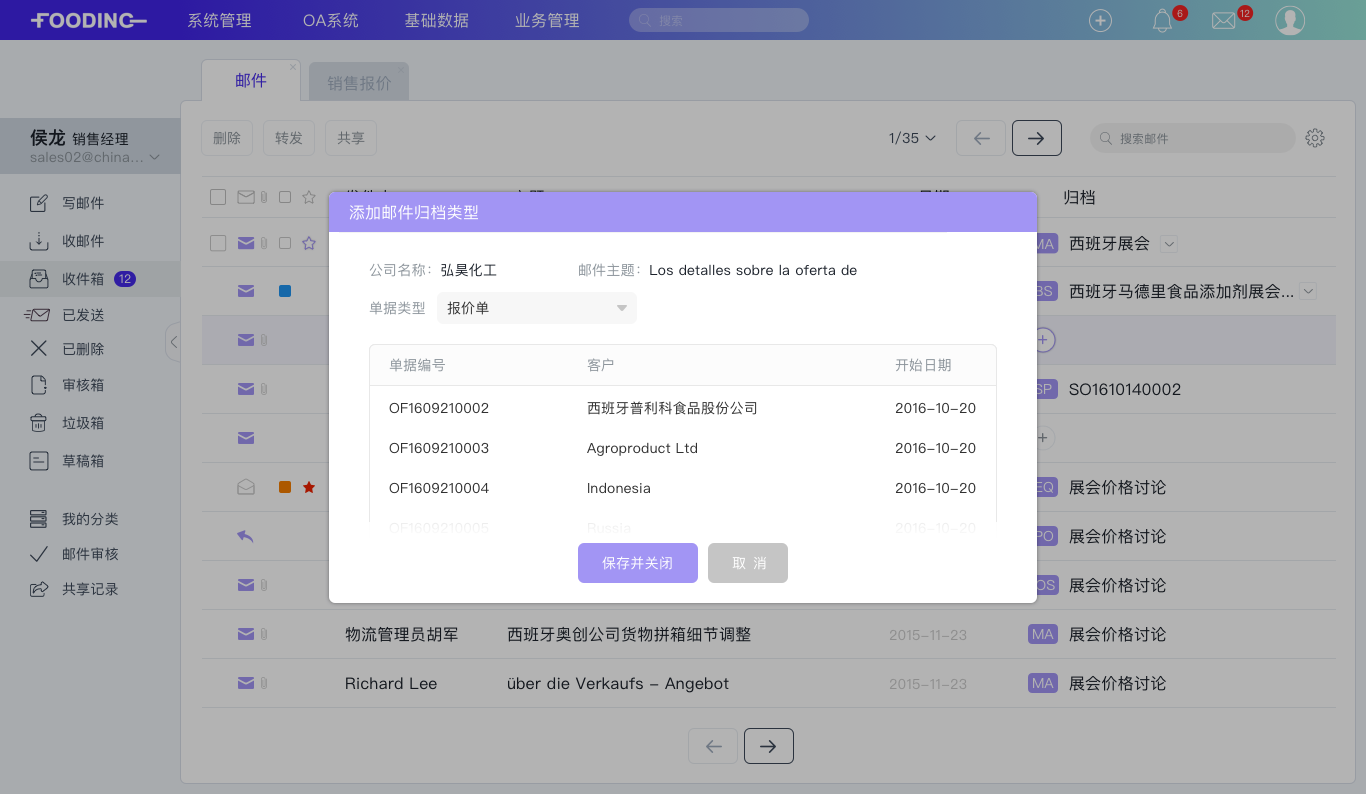 FOODING 系统管理 OA系统 基础数据 业务管理 搜索 6 12
邮件 销售报价
侯龙 销售经理
sales02@china...
删除 转发 共享 1/35 搜索邮件
写邮件
收邮件
收件箱 12
已发送
已删除
审核箱
垃圾箱
草稿箱
我的分类
邮件审核
共享记录
归档
添加邮件归档类型
公司名称: 弘昊化工 邮件主题: Los detalles sobre la oferta de
单据类型 报价单
单据编号 客户 开始日期
OF1609210002 西班牙普利科食品股份公司 2016-10-20
OF1609210003 Agroproduct Ltd 2016-10-20
OF1609210004 Indonesia 2016-10-20
OF1609210005 Russia 2016-10-20
保存并关闭 取 消
MA 西班牙展会
BS 西班牙马德里食品添加剂展会...
SP SO1610140002
EQ 展会价格讨论
PO 展会价格讨论
OS 展会价格讨论
物流管理员胡军 西班牙奥创公司货物拼箱细节调整 2015-11-23 MA 展会价格讨论
Richard Lee über die Verkaufs - Angebot 2015-11-23 MA 展会价格讨论